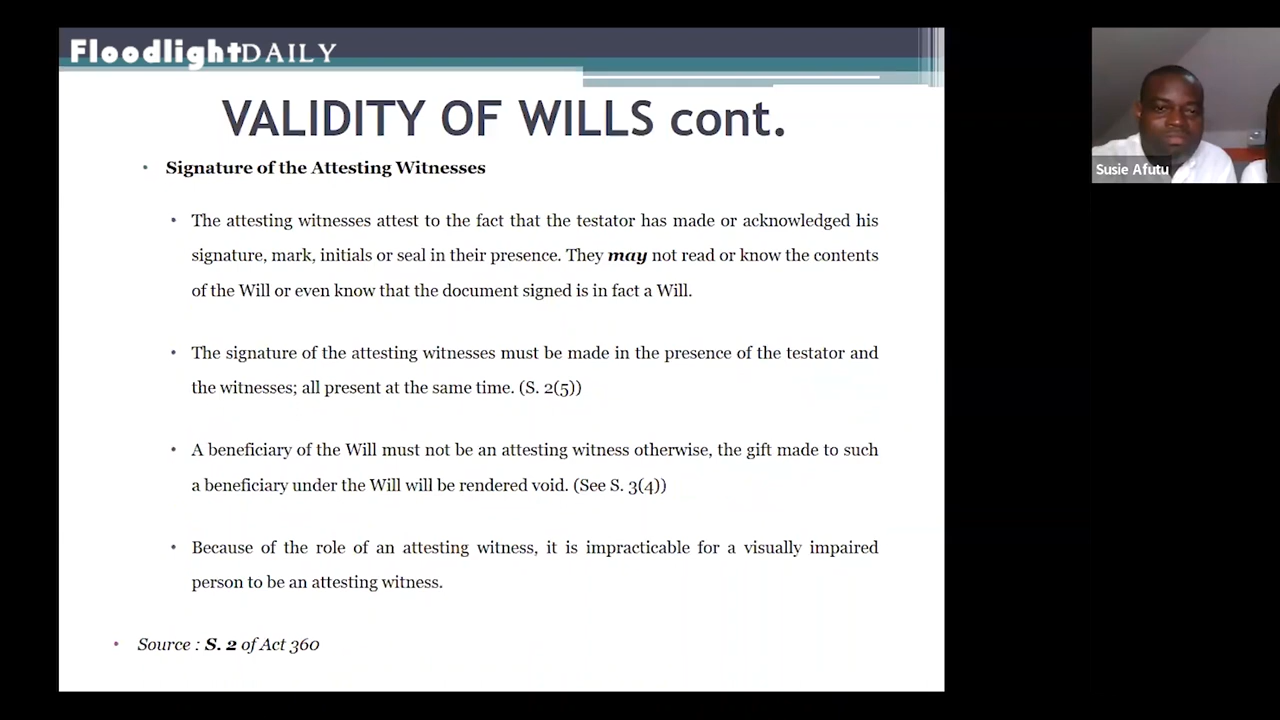 FloodlightDAILY
VALIDITY OF WILLS cont.
• Signature of the Attesting Witnesses
• The attesting witnesses attest to the fact that the testator has made or acknowledged his
signature, mark, initials or seal in their presence. They may not read or know the contents
of the Will or even know that the document signed is in fact a Will.
• The signature of the attesting witnesses must be made in the presence of the testator and
the witnesses; all present at the same time. (S. 2(5))
• A beneficiary of the Will must not be an attesting witness otherwise, the gift made to such
a beneficiary under the Will will be rendered void. (See S. 3(4))
• Because of the role of an attesting witness, it is impracticable for a visually impaired
person to be an attesting witness.
• Source : S. 2 of Act 360
Susie Afutu